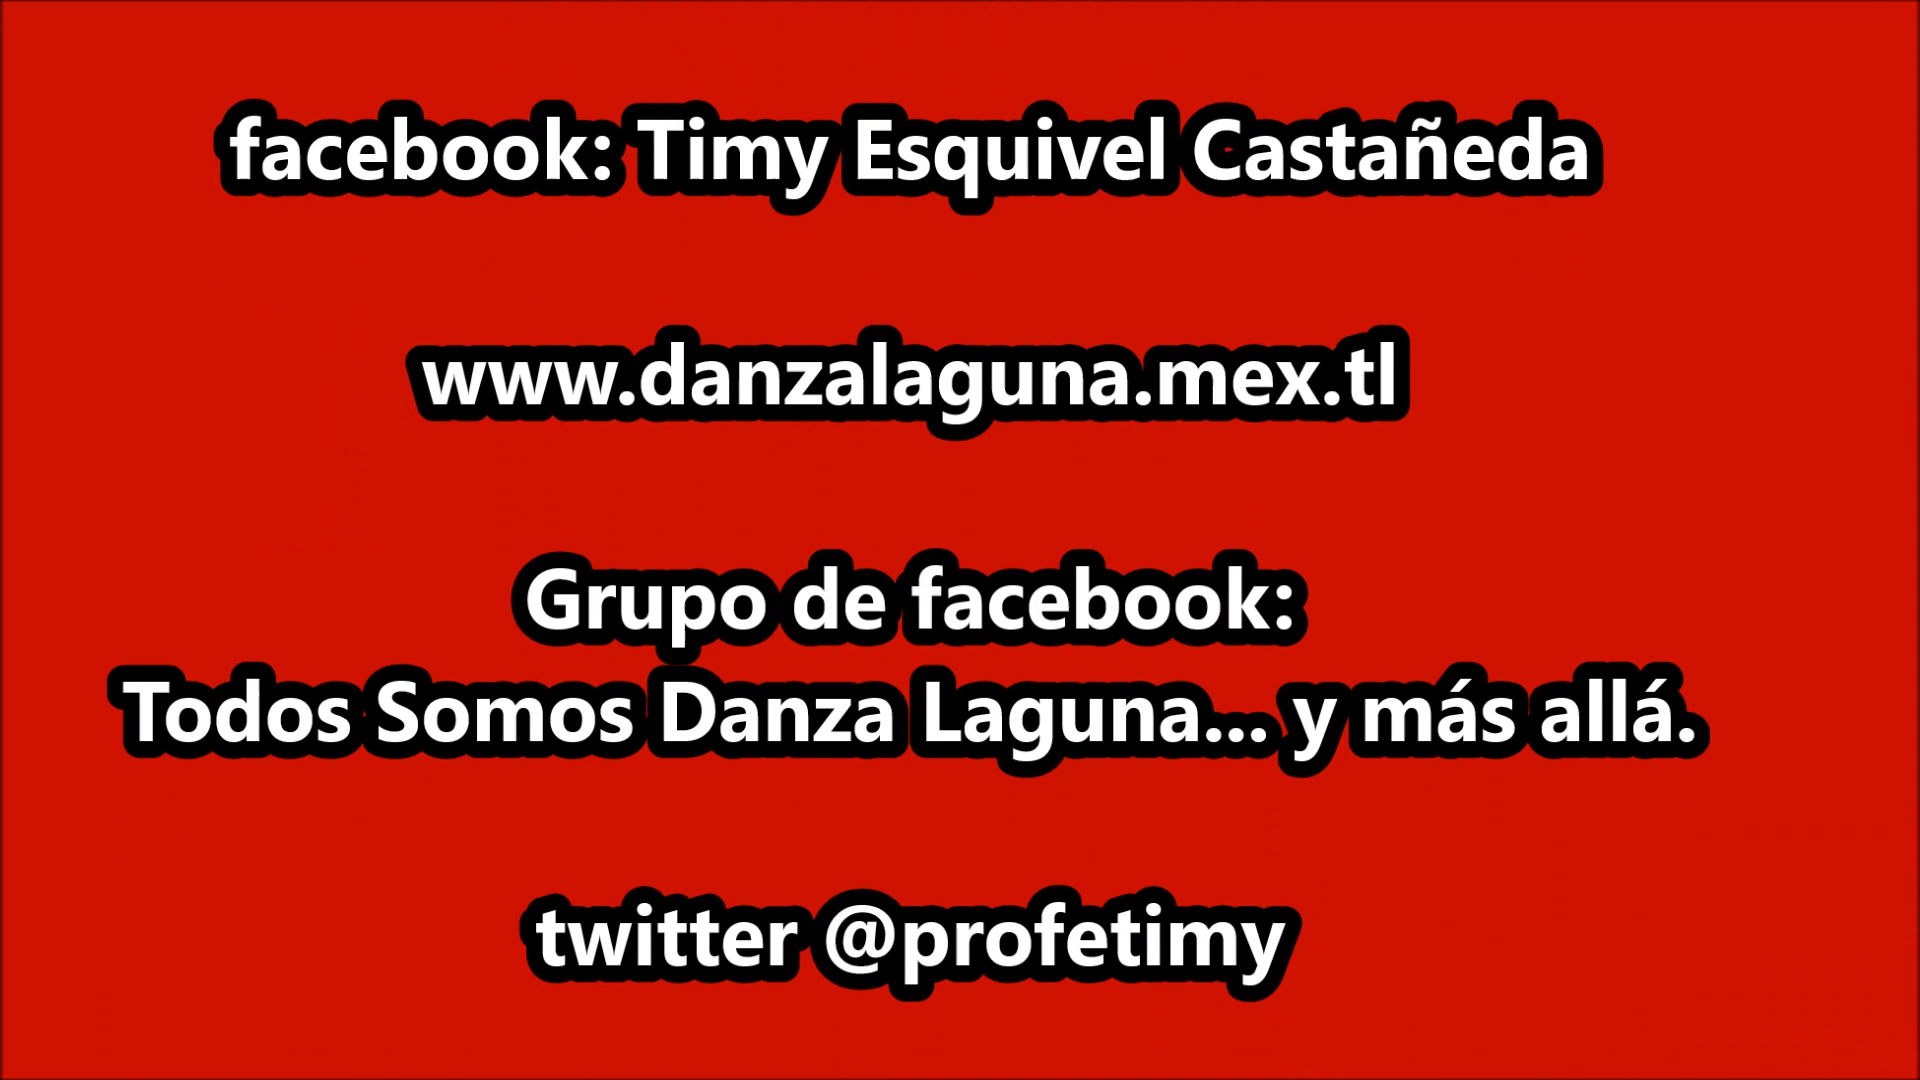 facebook: Timy Esquivel Castañeda
www.danzalaguna.mex.tl
Grupo de facebook:
Todos Somos Danza Laguna... y más allá.
twitter @profetimy